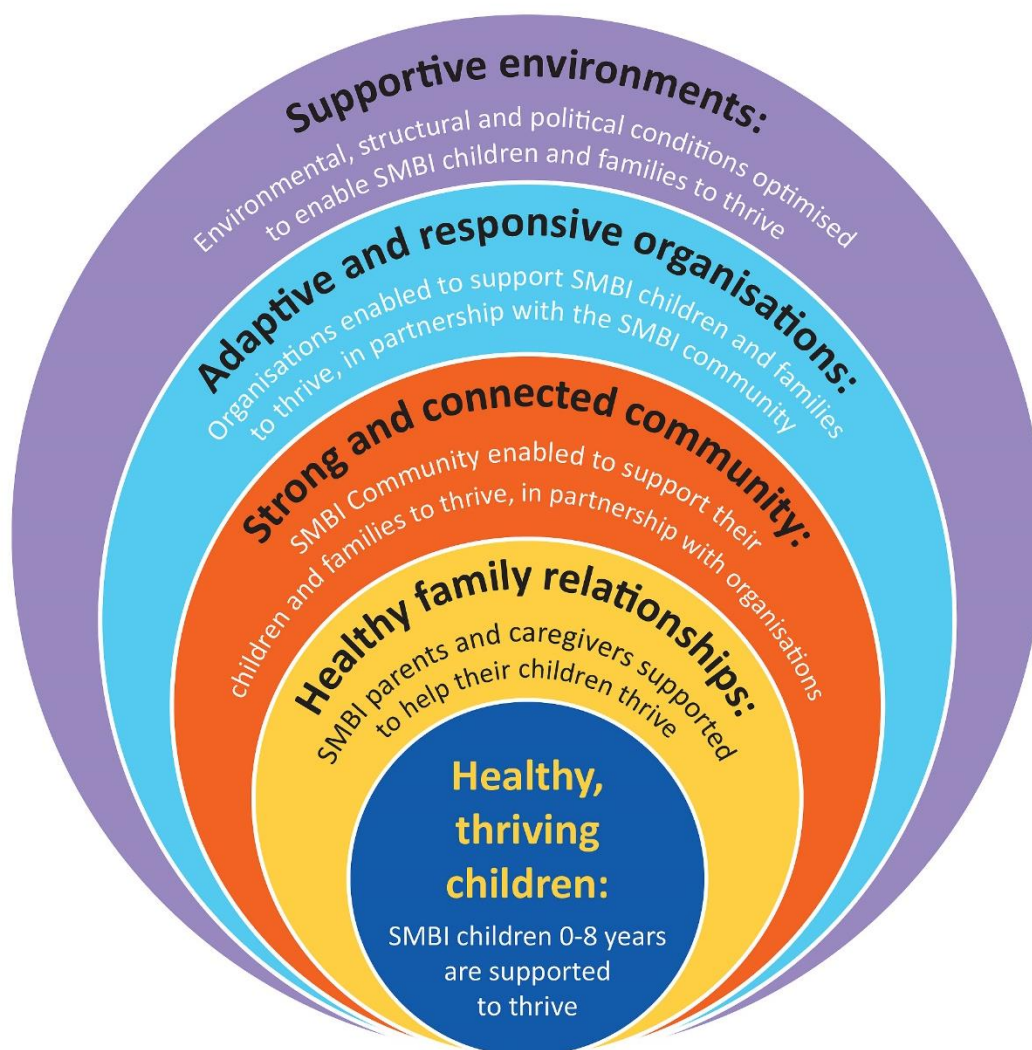 Supportive environments:
Environmental, structural and political conditions optimised
to enable SMBI children and families to thrive
Adaptive and responsive organisations:
Organisations enabled to support SMBI children and families
to thrive, in partnership with the SMBI community
Strong and connected community:
SMBI Community enabled to support their
children and families to thrive, in partnership with organisations
Healthy family relationships:
SMBI parents and caregivers supported
to help their children thrive
Healthy,
thriving
children:
SMBI children 0-8 years
are supported
to thrive